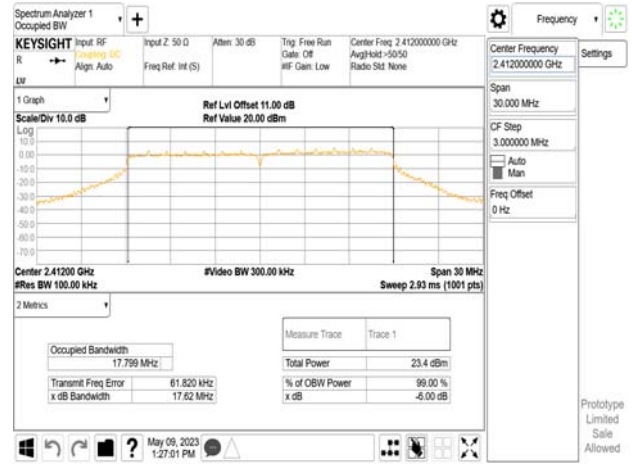 Spectrum Analyzer 1
Occupied BW
Frequency
KEYSIGHT
Input: RF
Coupling: DC
Align: Auto
Input Z: 50 Ω
Freq Ref: Int (S)
Atten: 30 dB
Trig: Free Run
Gate: Off
#IF Gain: Low
Center Freq: 2.412000000 GHz
Avg|Hold:>50/50
Radio Std: None
R
LU
Center Frequency
2.412000000 GHz
Settings
Span
30.000 MHz
CF Step
3.000000 MHz
Auto
Man
Freq Offset
0 Hz
1 Graph
Scale/Div 10.0 dB
Ref Lvl Offset 11.00 dB
Ref Value 20.00 dBm
Log
10.0
0.00
-10.0
-20.0
-30.0
-40.0
-50.0
-60.0
-70.0
Center 2.41200 GHz
#Res BW 100.00 kHz
#Video BW 300.00 kHz
Span 30 MHz
Sweep 2.93 ms (1001 pts)
2 Metrics
Measure Trace
Trace 1
Occupied Bandwidth
17.799 MHz
Total Power
23.4 dBm
Transmit Freq Error
61.820 kHz
% of OBW Power
99.00 %
x dB Bandwidth
17.62 MHz
x dB
-6.00 dB
May 09, 2023
1:27:01 PM
?
Prototype
Limited
Sale
Allowed